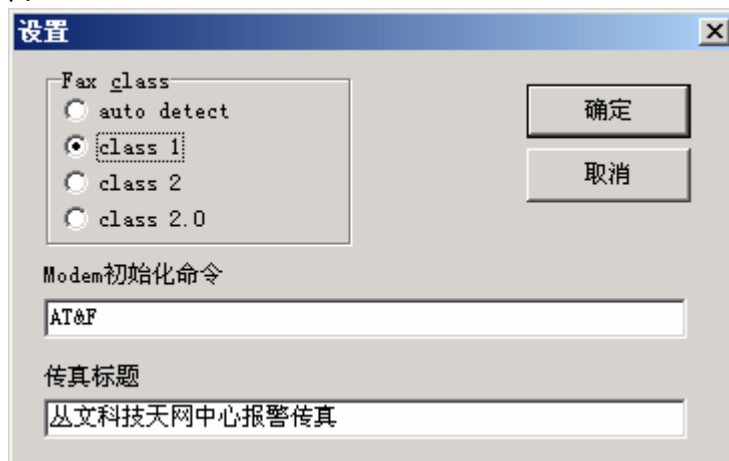 设置
Fax class
auto detect
class 1
class 2
class 2.0
确定
取消
Modem初始化命令
AT&F
传真标题
丛文科技天网中心报警传真